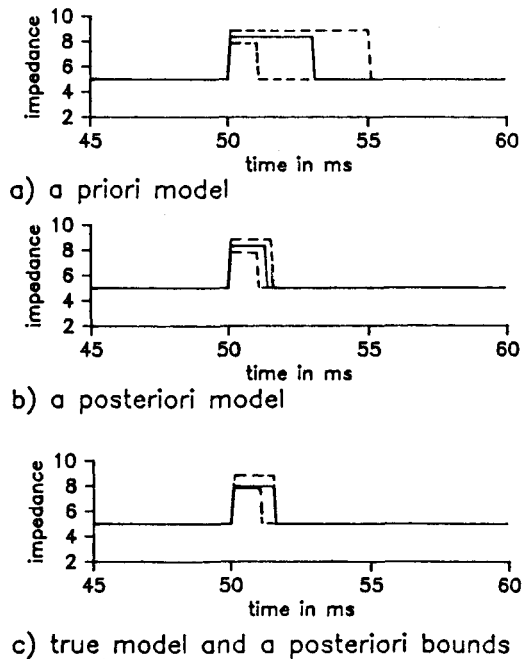 impedance
10
8
6
4
2
45 50 55 60
time in ms
a) a priori model
impedance
10
8
6
4
2
45 50 55 60
time in ms
b) a posteriori model
impedance
10
8
6
4
2
45 50 55 60
time in ms
c) true model and a posteriori bounds